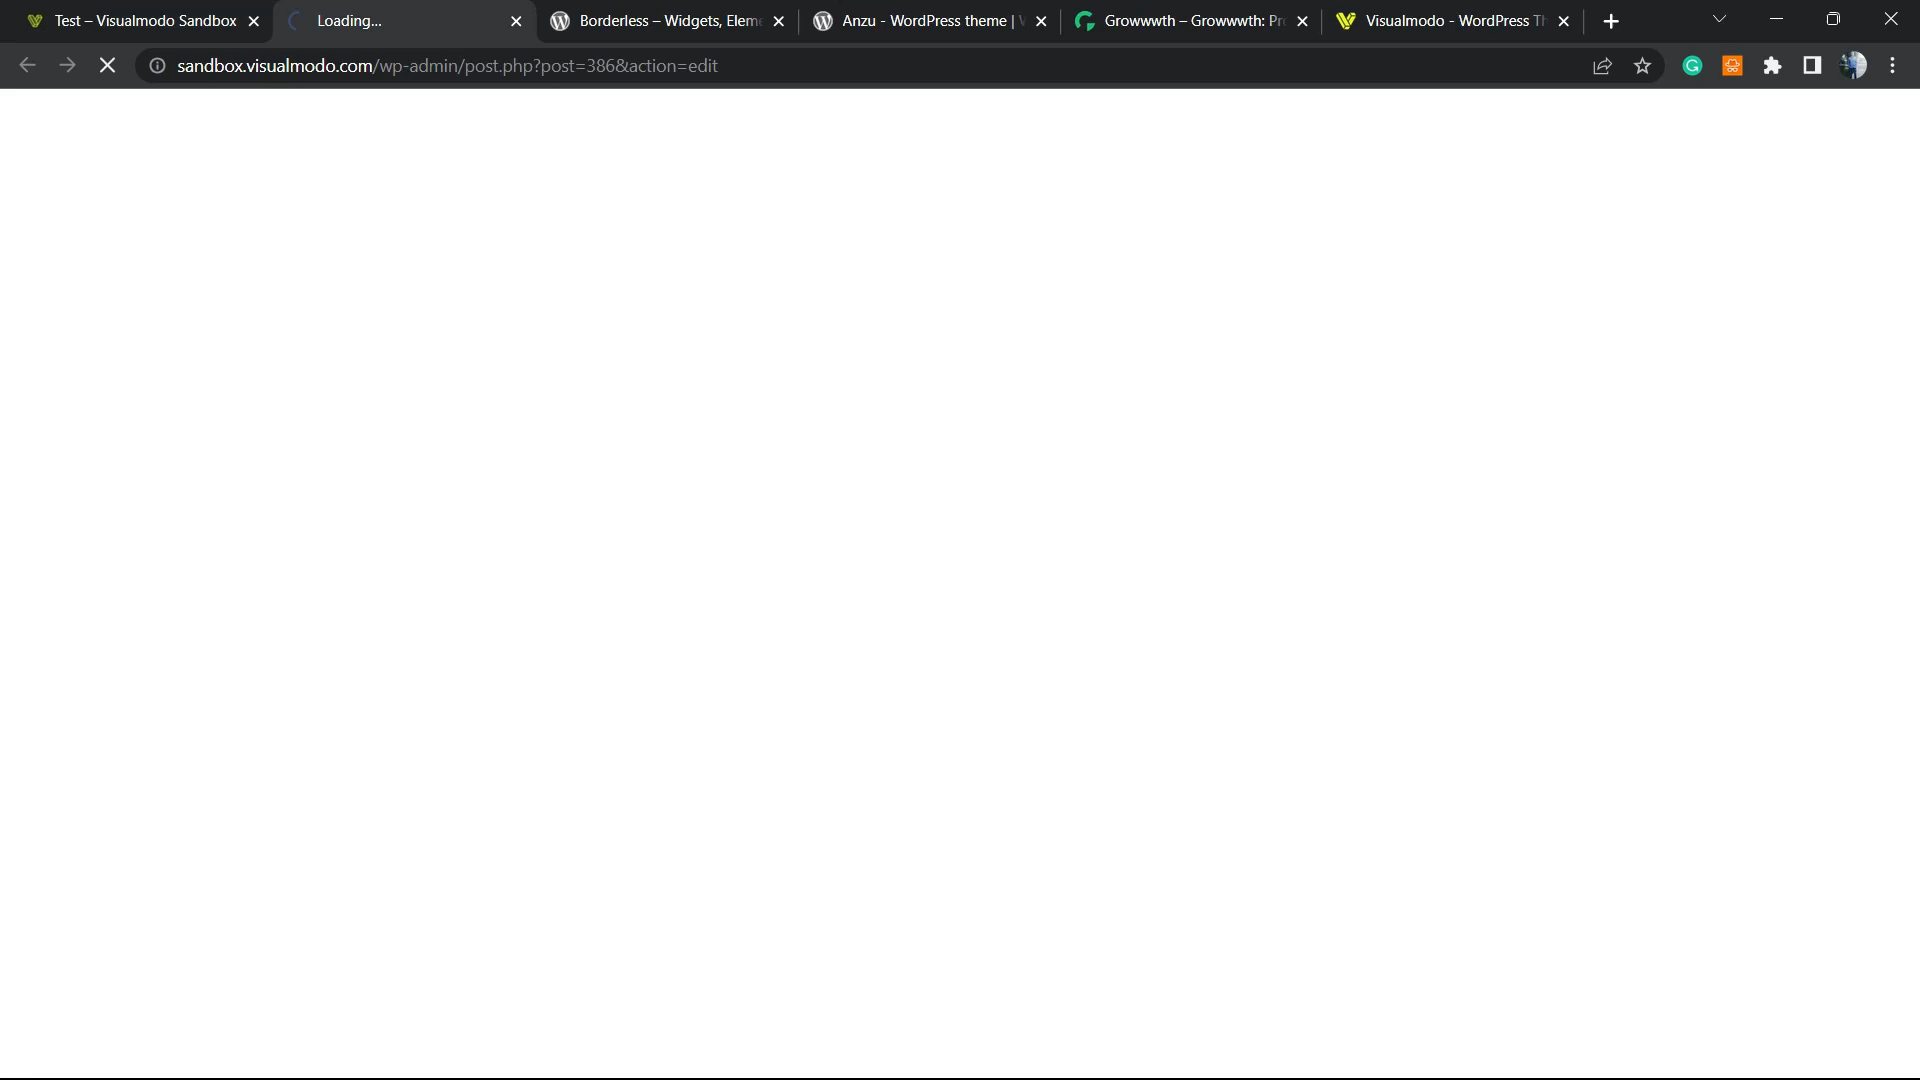 Test – Visualmodo Sandbox
Loading...
Borderless – Widgets, Elem
Anzu - WordPress theme |
Growwwth – Growwwth: Pr
Visualmodo - WordPress Th
sandbox.visualmodo.com/wp-admin/post.php?post=386&action=edit